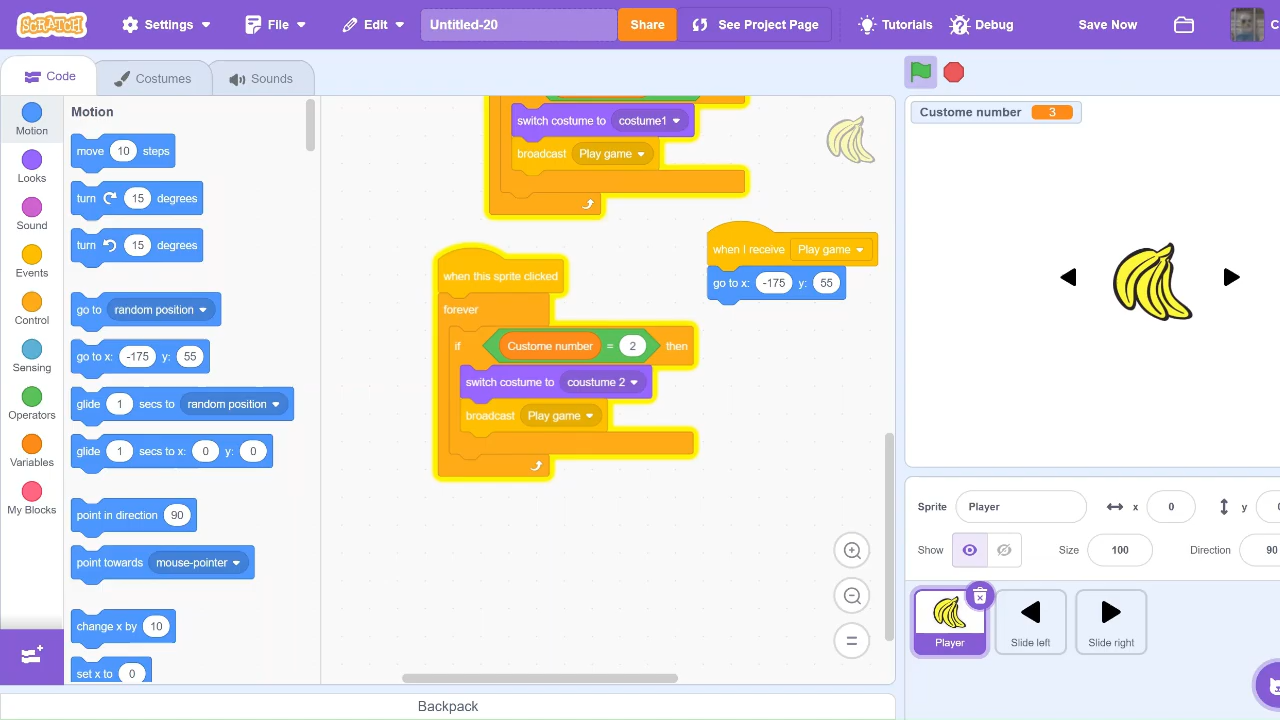 SCRATCH
Settings
File
Edit
Untitled-20
Share
See Project Page
Tutorials
Debug
Save Now
Code
Costumes
Sounds
Motion
Looks
Sound
Events
Control
Sensing
Operators
Variables
My Blocks
Motion
move 10 steps
turn 15 degrees
turn 15 degrees
go to random position
go to x: -175 y: 55
glide 1 secs to random position
glide 1 secs to x: 0 y: 0
point in direction 90
point towards mouse-pointer
change x by 10
set x to 0
switch costume to costume1
broadcast Play game
when I receive Play game
go to x: -175 y: 55
when this sprite clicked
forever
if Custome number = 2 then
switch costume to coustume 2
broadcast Play game
Backpack
Custome number 3
Sprite Player x 0 y
Show Size 100 Direction 90
Player
Slide left
Slide right